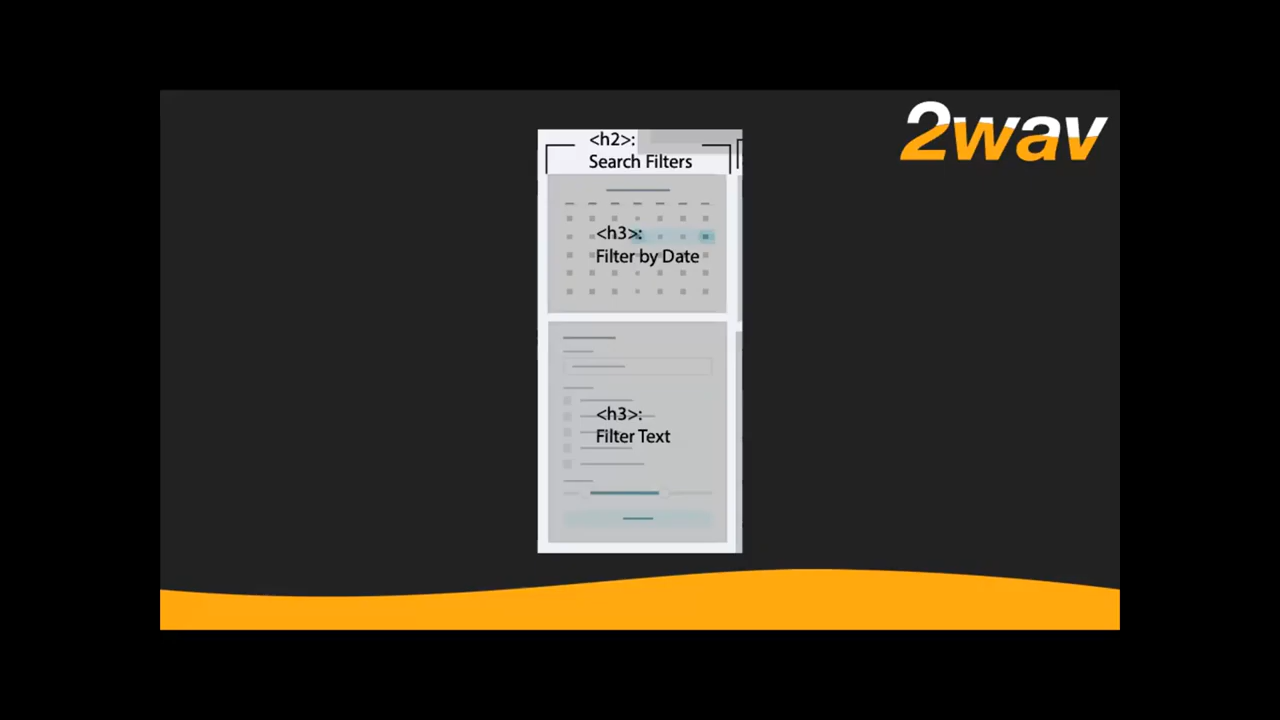 2wav
<h2>:
Search Filters
<h3>:
Filter by Date
<h3>:
Filter Text